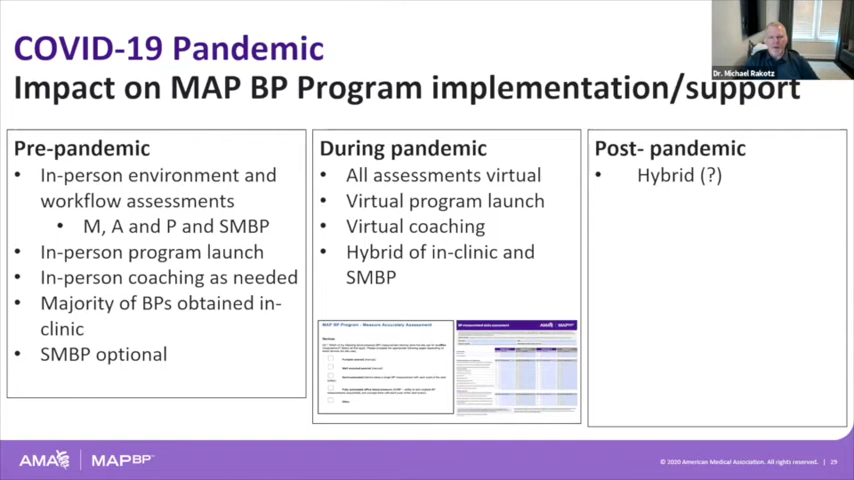 Dr. Michael Rakotz
COVID-19 Pandemic
Impact on MAP BP Program implementation/support
Pre-pandemic
• In-person environment and
workflow assessments
• M, A and P and SMBP
• In-person program launch
• In-person coaching as needed
• Majority of BPs obtained in-
clinic
• SMBP optional
During pandemic
• All assessments virtual
• Virtual program launch
• Virtual coaching
• Hybrid of in-clinic and
SMBP
MAP BP Program - Measure Accurately Assessment
AMA MAP BP
Post- pandemic
• Hybrid (?)
AMA MAP BP™
© 2020 American Medical Association. All rights reserved. | 29